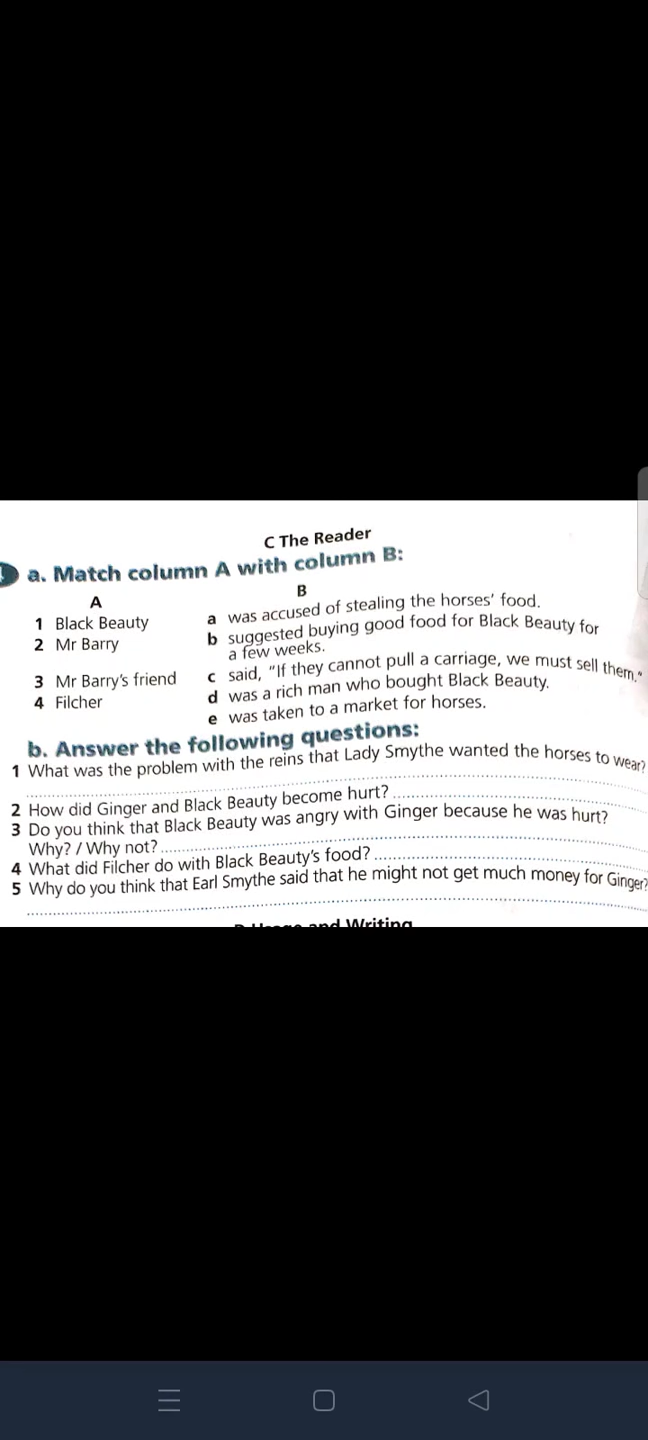 C The Reader
a. Match column A with column B:
A B
1 Black Beauty a was accused of stealing the horses' food.
2 Mr Barry b suggested buying good food for Black Beauty for
a few weeks.
3 Mr Barry's friend c said, "If they cannot pull a carriage, we must sell them."
4 Filcher d was a rich man who bought Black Beauty.
e was taken to a market for horses.
b. Answer the following questions:
1 What was the problem with the reins that Lady Smythe wanted the horses to wear?
2 How did Ginger and Black Beauty become hurt?
3 Do you think that Black Beauty was angry with Ginger because he was hurt?
Why? / Why not?
4 What did Filcher do with Black Beauty's food?
5 Why do you think that Earl Smythe said that he might not get much money for Ginger?
and Writing